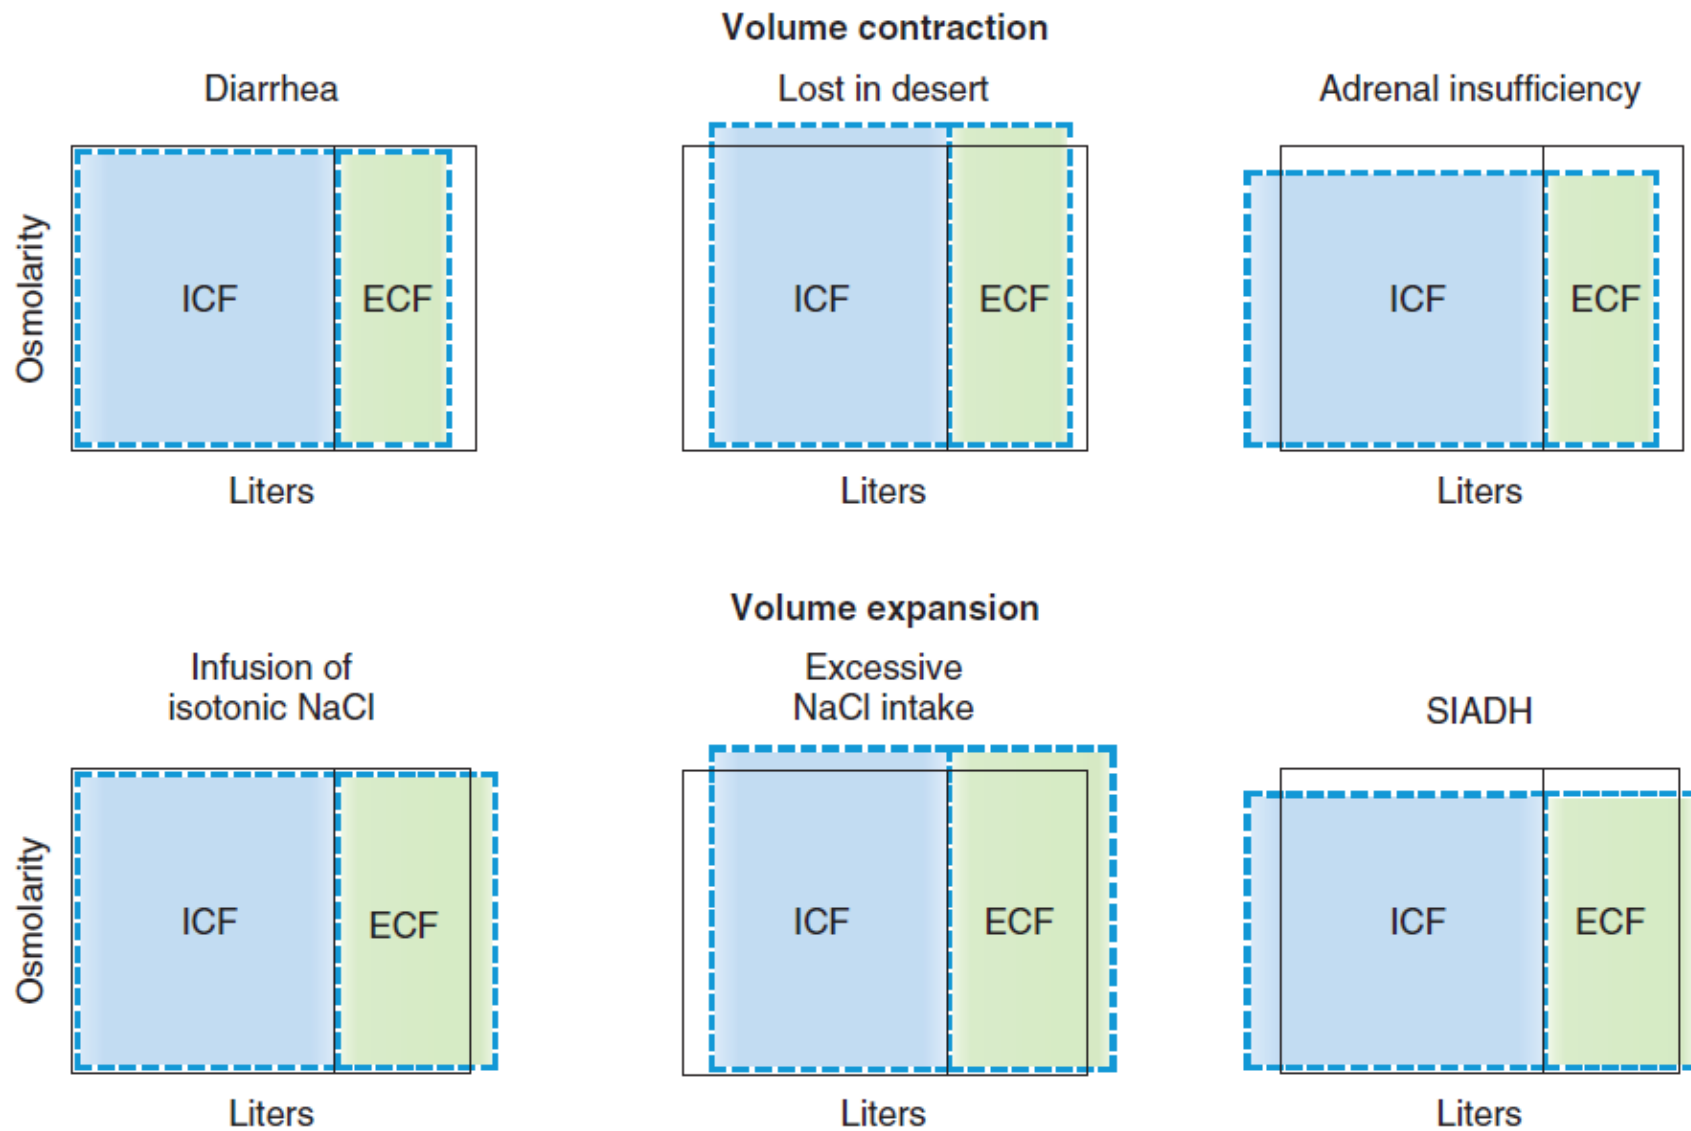 Volume contraction
Diarrhea
Lost in desert
Adrenal insufficiency
Osmolarity
ICF
ECF
ICF
ECF
ICF
ECF
Liters
Liters
Liters
Volume expansion
Infusion of
isotonic NaCl
Excessive
NaCl intake
SIADH
Osmolarity
ICF
ECF
ICF
ECF
ICF
ECF
Liters
Liters
Liters